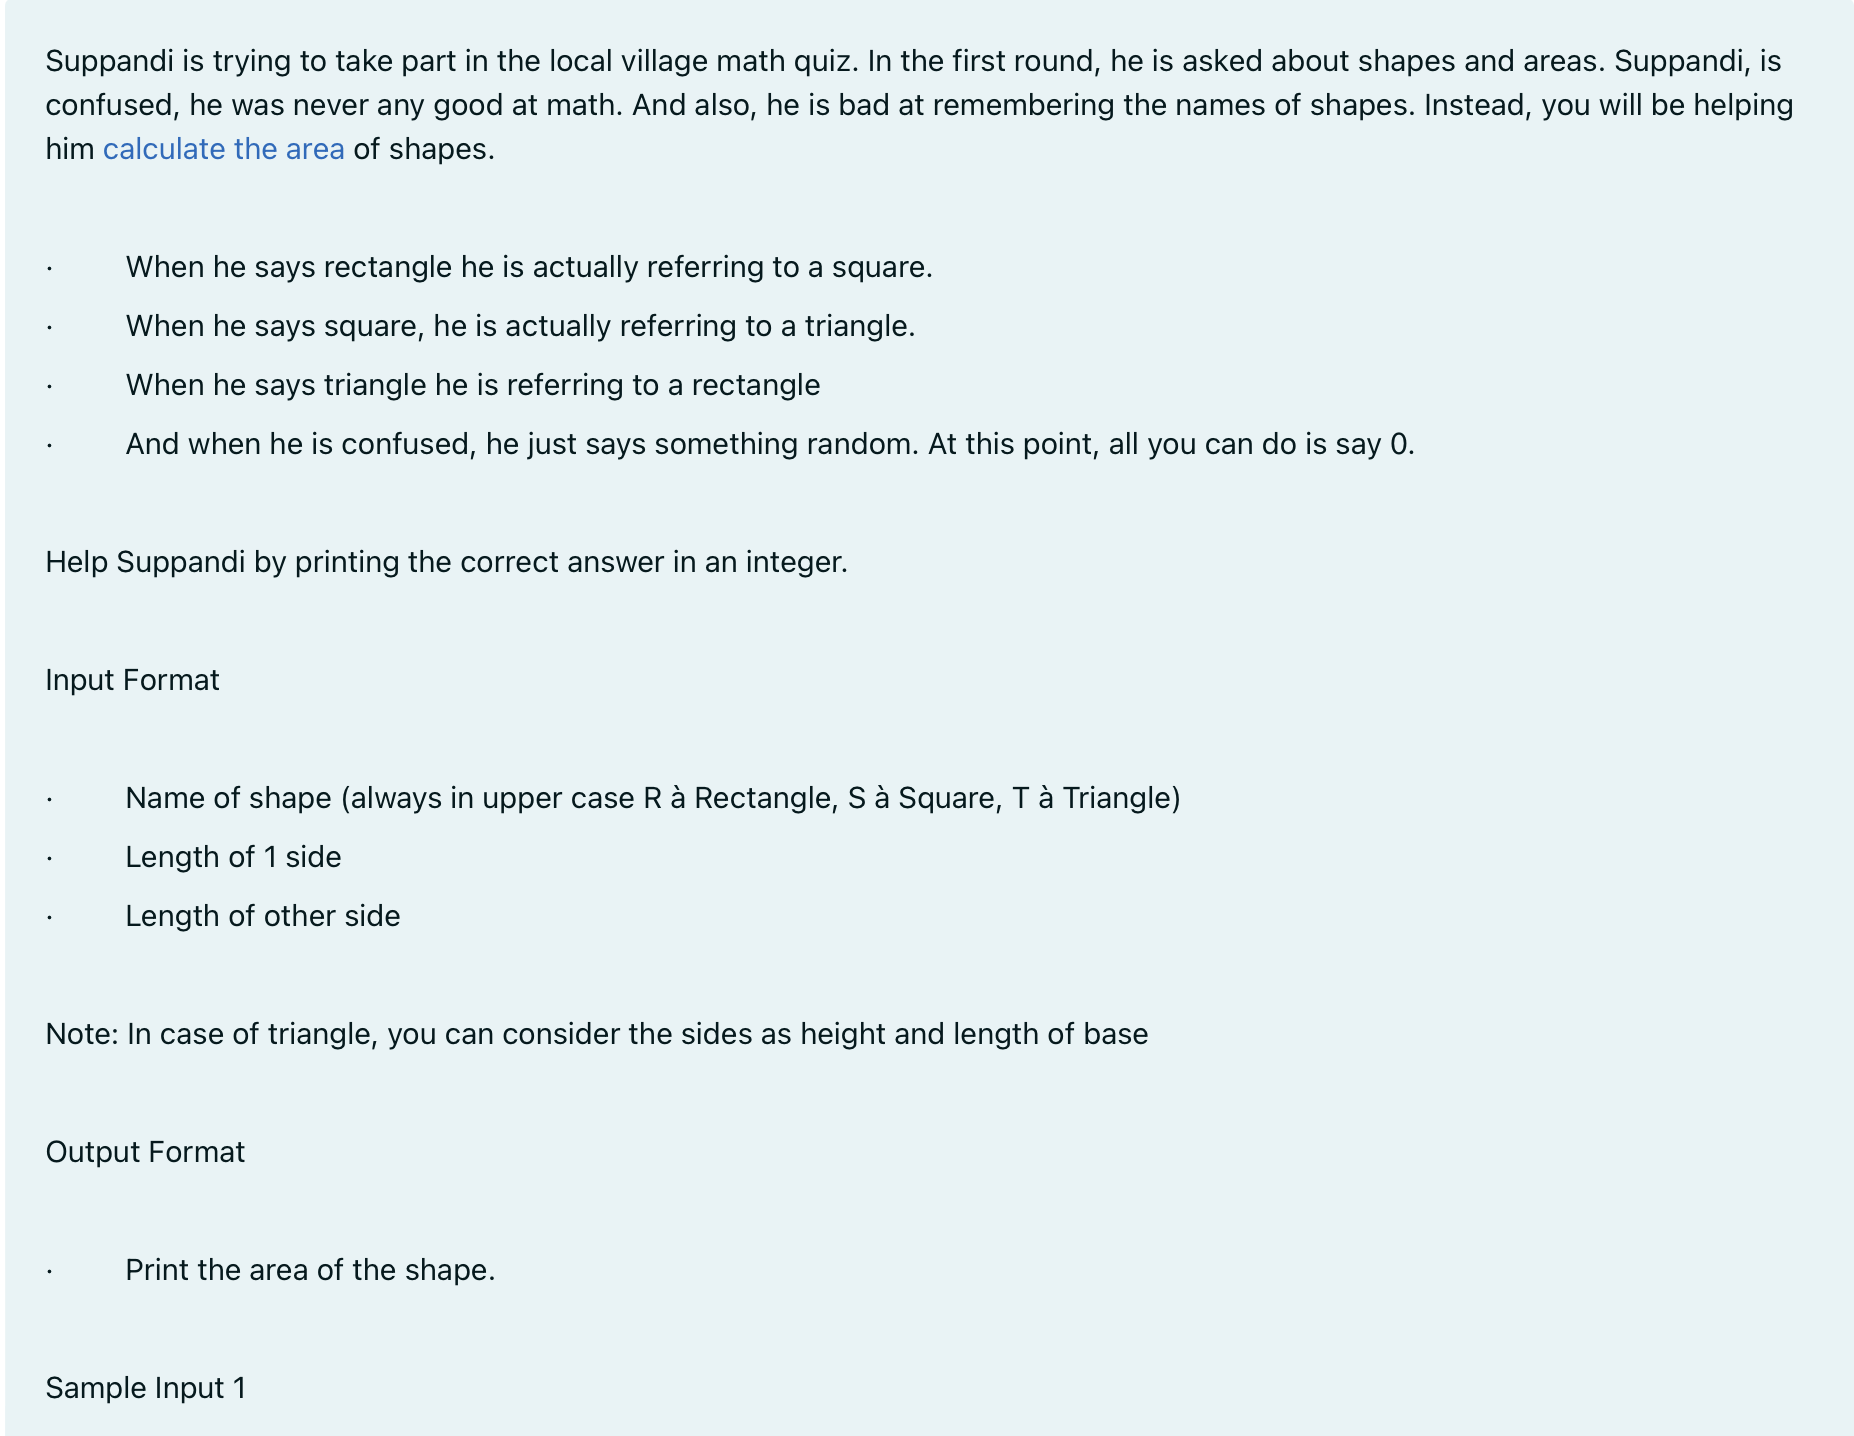 Suppandi is trying to take part in the local village math quiz. In the first round, he is asked about shapes and areas. Suppandi, is
confused, he was never any good at math. And also, he is bad at remembering the names of shapes. Instead, you will be helping
him calculate the area of shapes.
· When he says rectangle he is actually referring to a square.
· When he says square, he is actually referring to a triangle.
· When he says triangle he is referring to a rectangle
· And when he is confused, he just says something random. At this point, all you can do is say 0.
Help Suppandi by printing the correct answer in an integer.
Input Format
· Name of shape (always in upper case R à Rectangle, S à Square, T à Triangle)
· Length of 1 side
· Length of other side
Note: In case of triangle, you can consider the sides as height and length of base
Output Format
· Print the area of the shape.
Sample Input 1